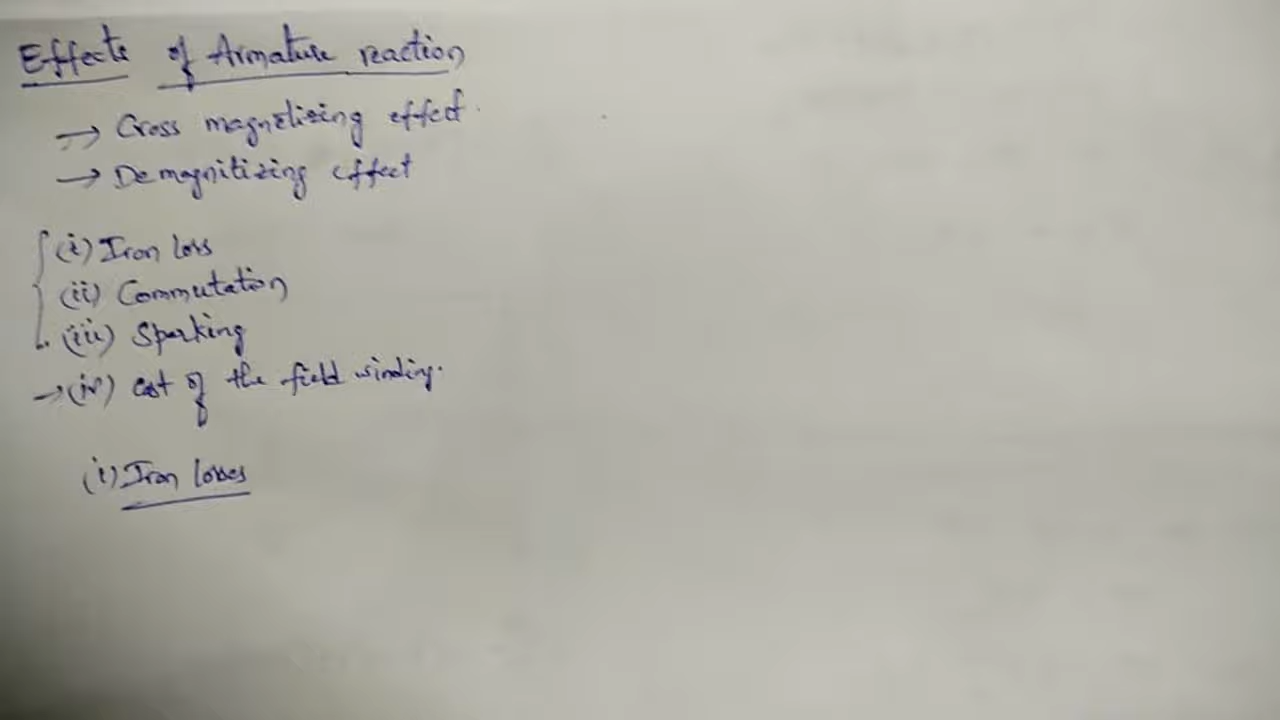 Effects of Armature reaction
→ Cross magnetising effect.
→ Demagnitizing effect
(i) Iron loss
(ii) Commutation
(iii) Sparking
→ (iv) Cost of the field winding.
(i) Iron losses